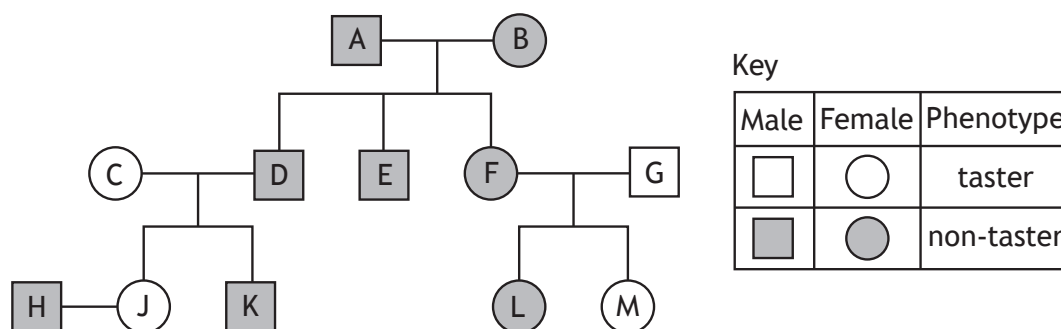 A
B
Key
Male Female Phenotype
taster
non-taster
C
D
E
F
G
H
J
K
L
M